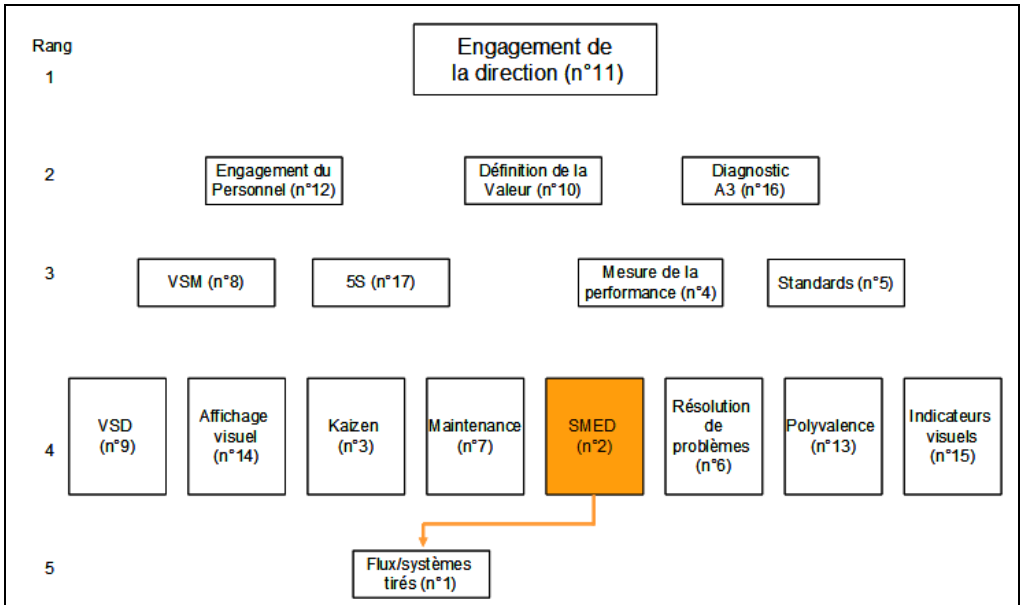 Rang
1
Engagement de
la direction (n°11)
2
Engagement du
Personnel (n°12)
Définition de la
Valeur (n°10)
Diagnostic
A3 (n°16)
3
VSM (n°8)
5S (n°17)
Mesure de la
performance (n°4)
Standards (n°5)
4
VSD
(n°9)
Affichage
visuel
(n°14)
Kaizen
(n°3)
Maintenance
(n°7)
SMED
(n°2)
Résolution
de
problèmes
(n°6)
Polyvalence
(n°13)
Indicateurs
visuels
(n°15)
5
Flux/systèmes
tirés (n°1)